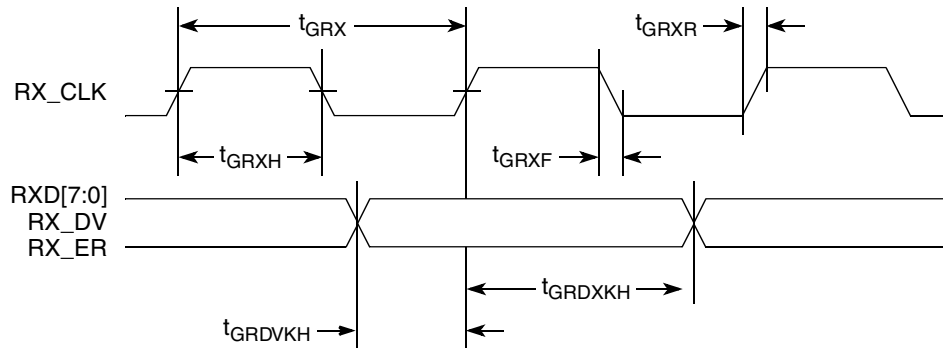 tGRX
tGRXR
RX_CLK
tGRXH
tGRXF
RXD[7:0]
RX_DV
RX_ER
tGRDXKH
tGRDVKH